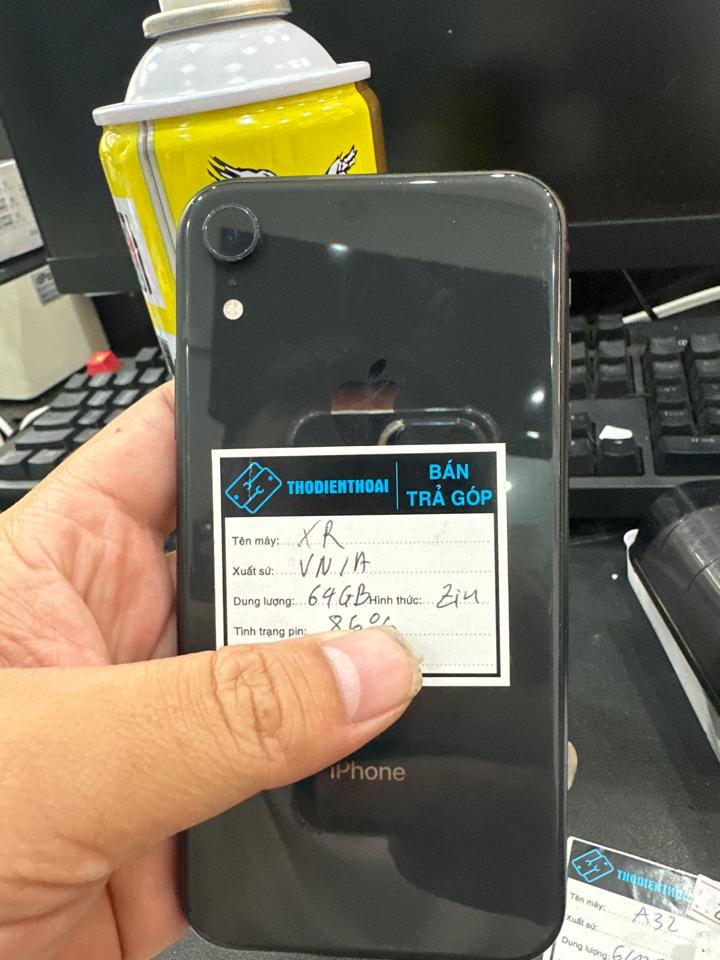 THODIENTHOAI
BÁN
TRẢ GÓP
Tên máy: XR
Xuất sứ: VN/A
Dung lượng: 64GB Hình thức: Zin
Tình trạng pin: 86%
iPhone
THODIENTHOAI
Tên máy: A32
Xuất sứ:
Dung lượng: 6/